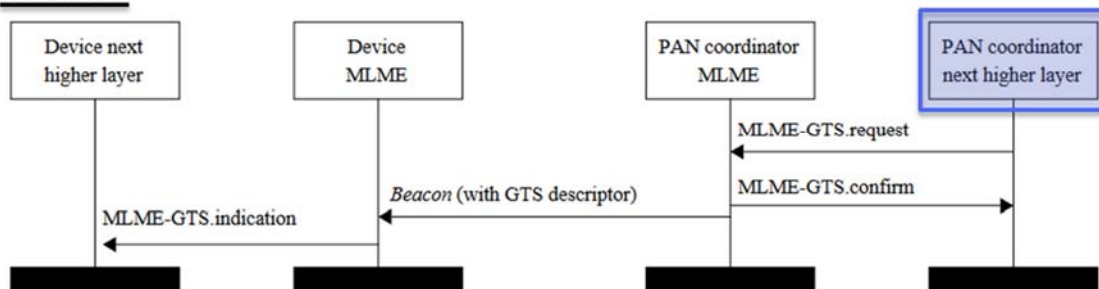 Device next
higher layer
Device
MLME
PAN coordinator
MLME
PAN coordinator
next higher layer
MLME-GTS.request
MLME-GTS.confirm
Beacon (with GTS descriptor)
MLME-GTS.indication